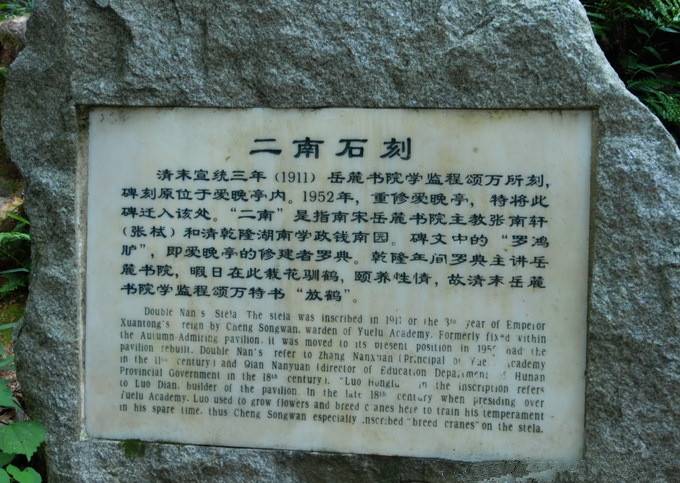 二南石刻
清末宣统三年（1911）岳麓书院学监程颂万所刻，
碑刻原位于爱晚亭内。1952年，重修爱晚亭，特将此
碑迁入该处。“二南”是指南宋岳麓书院主教张南轩
（张栻）和清乾隆湖南学政钱南园。碑文中的“罗鸿
胪”，即爱晚亭的修建者罗典。乾隆年间罗典主讲岳
麓书院，暇日在此栽花驯鹤，颐养性情，故清末岳麓
书院学监程颂万特书“放鹤”。
Double Nan's Stela The stela was inscribed in 1911 or the 3rd year of Emperor
Xuantong's reign by Cheng Songwan, warden of Yuelu Academy. Formerly fixed within
the Autumn-Admiring pavilion, it was moved to its present position in 195 and the
pavilion rebuilt. Double Nan's refer to Zhang Nanxuan (Principal of Yue Academy
in the 11th century) and Qian Nanyuan (director of Education Department of Hunan
Provincial Government in the 18th century). "Luo Honglu in the inscription refers
to Luo Dian, builder of the pavilion. In the late 18th century when presiding over
Yuelu Academy, Luo used to grow flowers and breed cranes here to train his temperament
in his spare time, thus Cheng Songwan especially inscribed "breed cranes" on the stela.